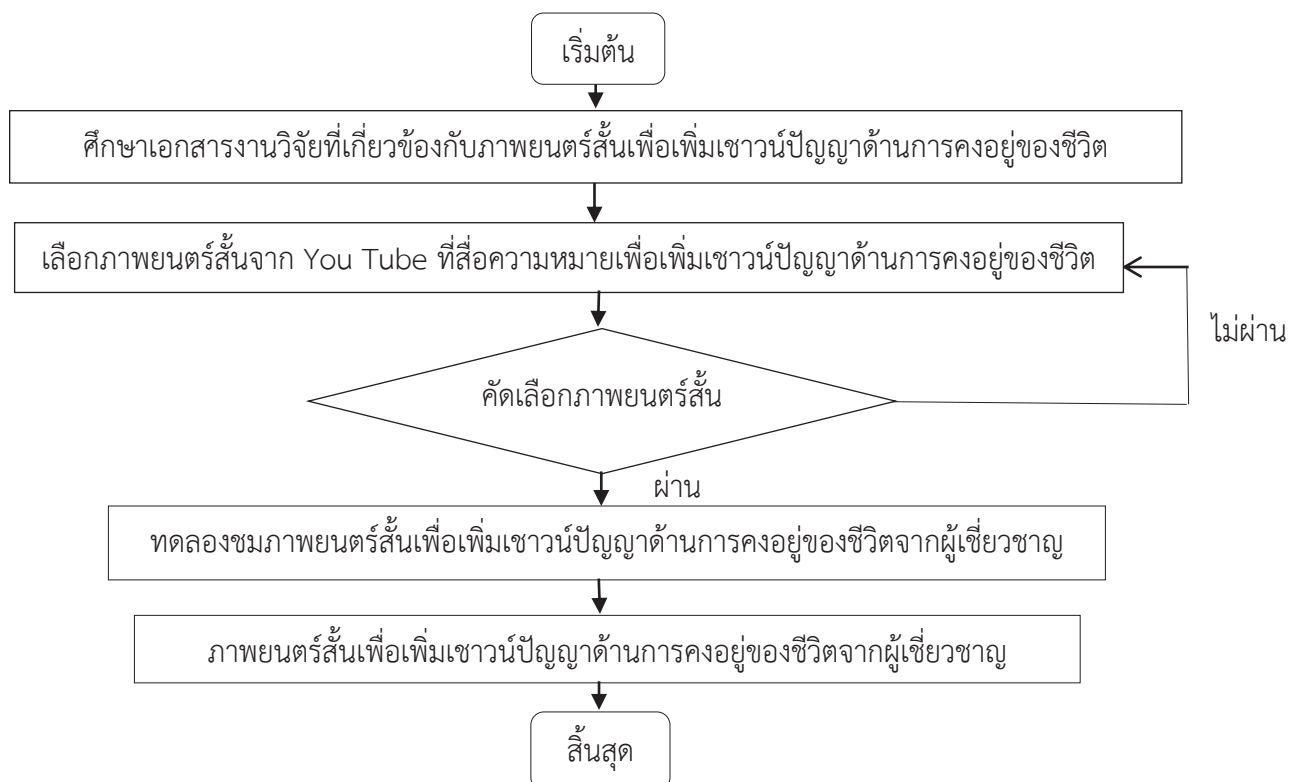 เริ่มต้น
ศึกษาเอกสารงานวิจัยที่เกี่ยวข้องกับภาพยนตร์สั้นเพื่อเพิ่มเชาวน์ปัญญาด้านการคงอยู่ของชีวิต
เลือกภาพยนตร์สั้นจาก You Tube ที่สื่อความหมายเพื่อเพิ่มเชาวน์ปัญญาด้านการคงอยู่ของชีวิต
ไม่ผ่าน
คัดเลือกภาพยนตร์สั้น
ผ่าน
ทดลองชมภาพยนตร์สั้นเพื่อเพิ่มเชาวน์ปัญญาด้านการคงอยู่ของชีวิตจากผู้เชี่ยวชาญ
ภาพยนตร์สั้นเพื่อเพิ่มเชาวน์ปัญญาด้านการคงอยู่ของชีวิตจากผู้เชี่ยวชาญ
สิ้นสุด